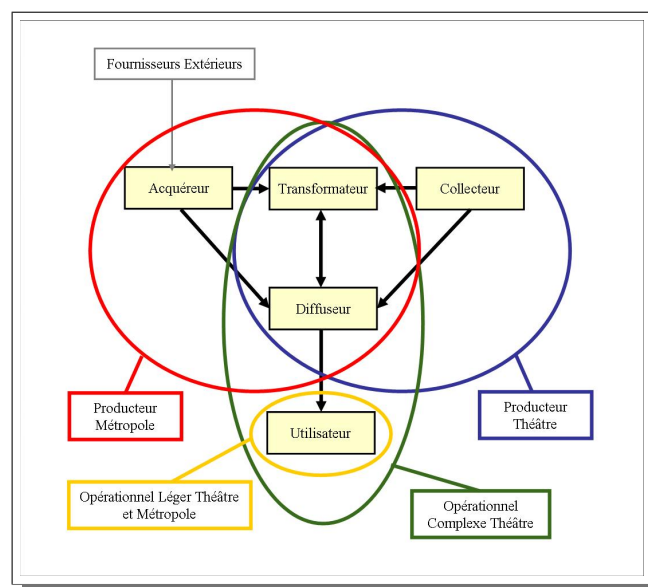 Fournisseurs Extérieurs
Acquéreur
Transformateur
Collecteur
Diffuseur
Producteur
Métropole
Producteur
Théâtre
Utilisateur
Opérationnel Léger Théâtre
et Métropole
Opérationnel
Complexe Théâtre